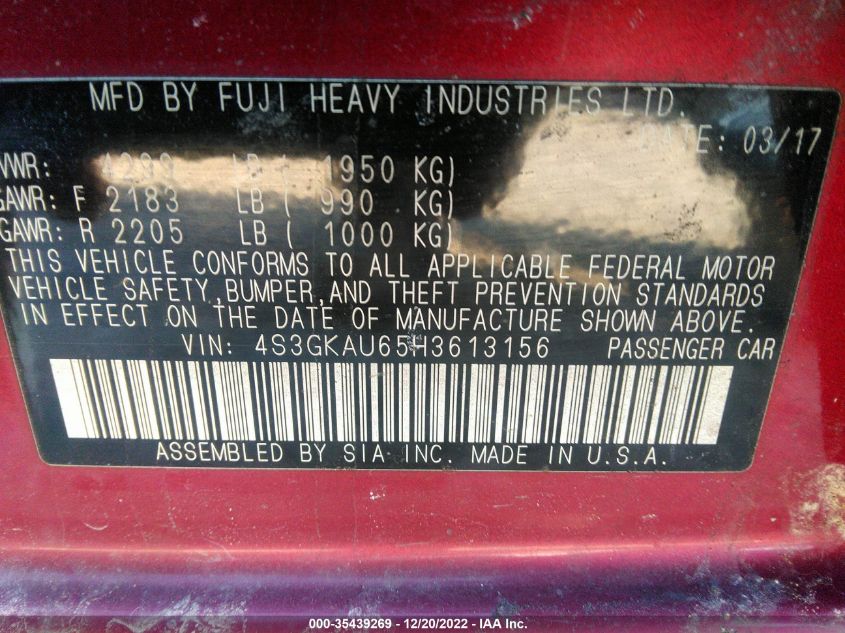 MFD BY FUJI HEAVY INDUSTRIES LTD.
DATE: 03/17
VWR: 4299 LB ( 1950 KG)
GAWR: F 2183 LB ( 990 KG)
GAWR: R 2205 LB ( 1000 KG)
THIS VEHICLE CONFORMS TO ALL APPLICABLE FEDERAL MOTOR
VEHICLE SAFETY,BUMPER,AND THEFT PREVENTION STANDARDS
IN EFFECT ON THE DATE OF MANUFACTURE SHOWN ABOVE.
VIN: 4S3GKAU65H3613156 PASSENGER CAR
ASSEMBLED BY SIA INC. MADE IN U.S.A.
000-35439269 - 12/20/2022 - IAA Inc.